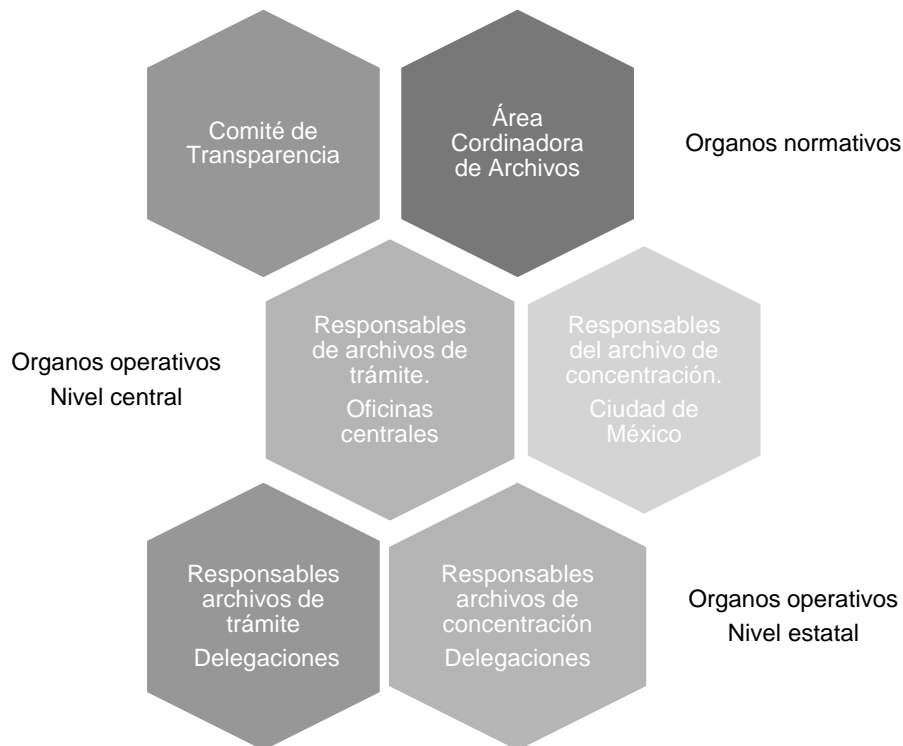 Comité de
Transparencia
Área
Cordinadora
de Archivos
Organos normativos
Organos operativos
Nivel central
Responsables
de archivos de
trámite.
Oficinas
centrales
Responsables
del archivo de
concentración.
Ciudad de
México
Responsables
archivos de
trámite
Delegaciones
Responsables
archivos de
concentración
Delegaciones
Organos operativos
Nivel estatal